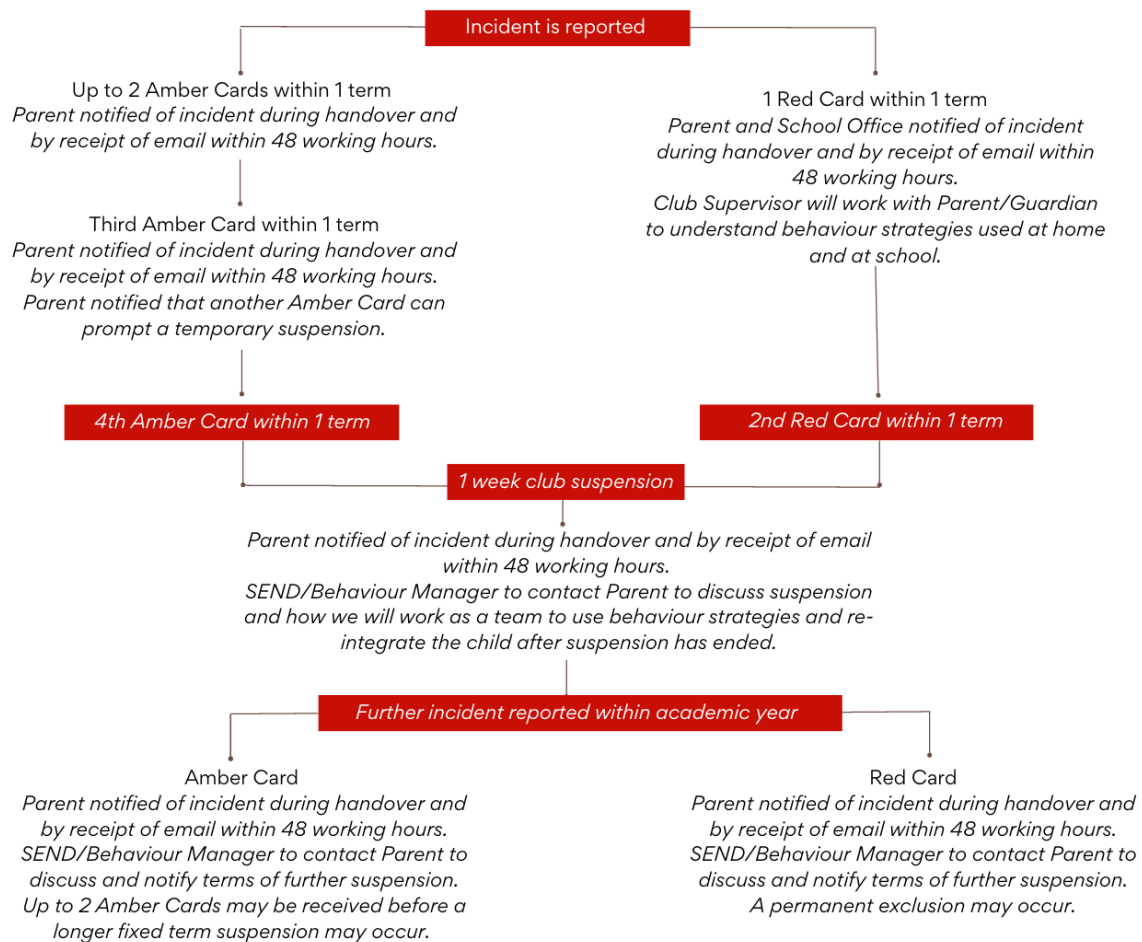 Incident is reported
Up to 2 Amber Cards within 1 term
Parent notified of incident during handover and
by receipt of email within 48 working hours.
Third Amber Card within 1 term
Parent notified of incident during handover and
by receipt of email within 48 working hours.
Parent notified that another Amber Card can
prompt a temporary suspension.
4th Amber Card within 1 term
1 Red Card within 1 term
Parent and School Office notified of incident
during handover and by receipt of email within
48 working hours.
Club Supervisor will work with Parent/Guardian
to understand behaviour strategies used at home
and at school.
2nd Red Card within 1 term
1 week club suspension
Parent notified of incident during handover and by receipt of email
within 48 working hours.
SEND/Behaviour Manager to contact Parent to discuss suspension
and how we will work as a team to use behaviour strategies and re-
integrate the child after suspension has ended.
Further incident reported within academic year
Amber Card
Parent notified of incident during handover and
by receipt of email within 48 working hours.
SEND/Behaviour Manager to contact Parent to
discuss and notify terms of further suspension.
Up to 2 Amber Cards may be received before a
longer fixed term suspension may occur.
Red Card
Parent notified of incident during handover and
by receipt of email within 48 working hours.
SEND/Behaviour Manager to contact Parent to
discuss and notify terms of further suspension.
A permanent exclusion may occur.